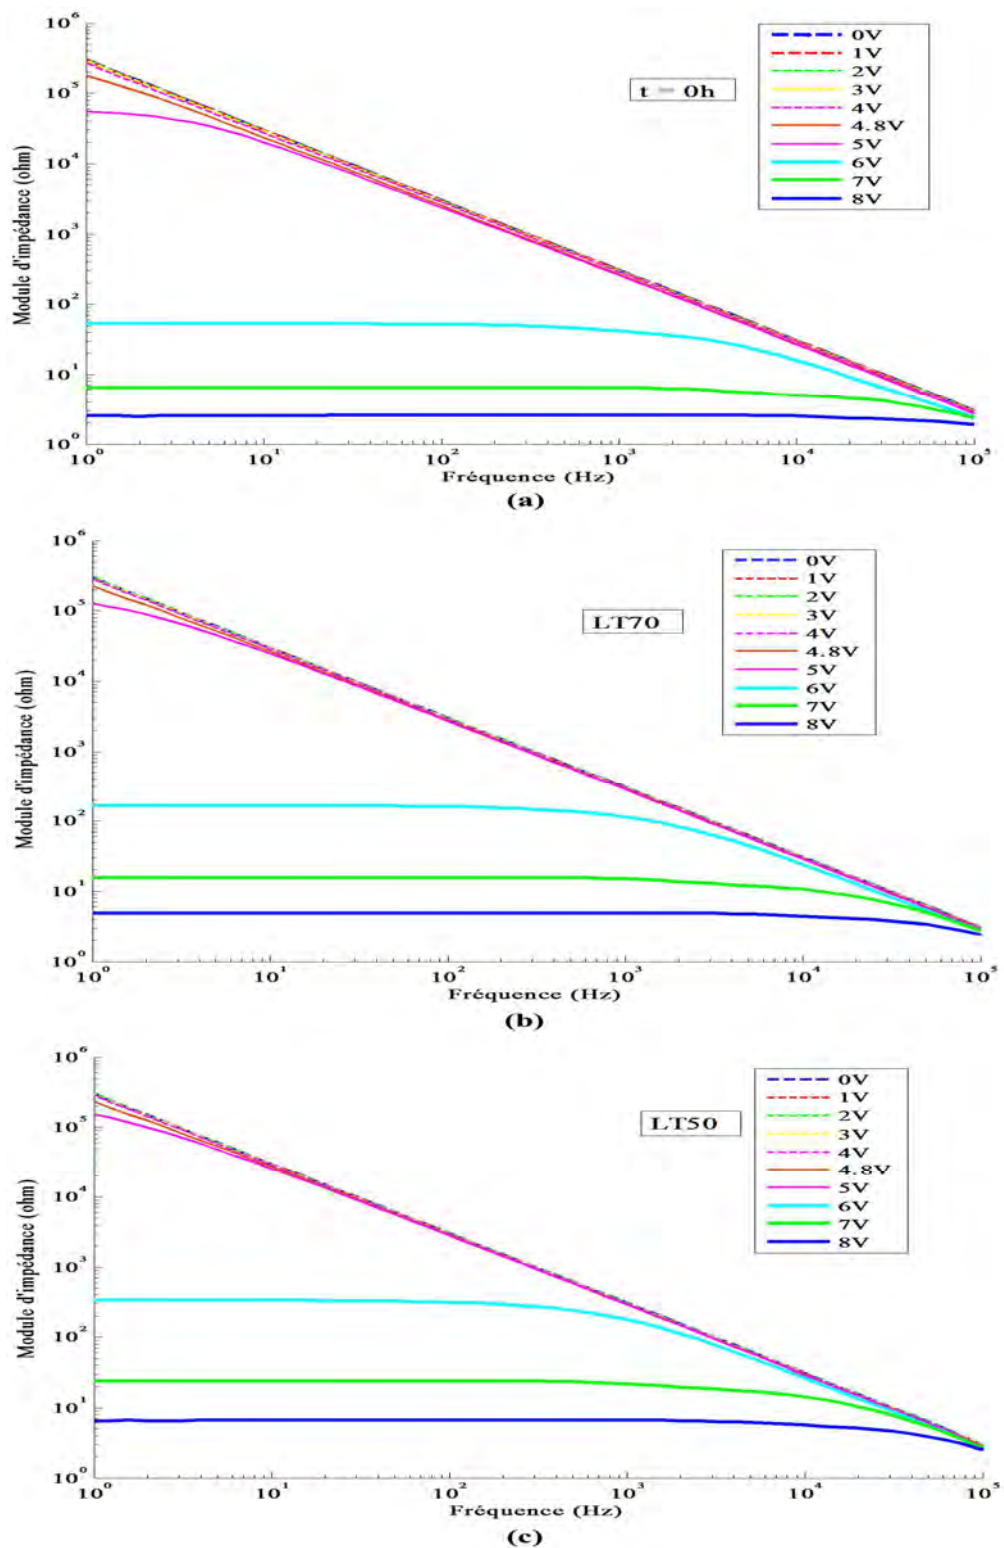 10⁶
10⁵
10⁴
10³
10²
10¹
10⁰
Module d'impédance (ohm)
t = 0h
0V
1V
2V
3V
4V
4.8V
5V
6V
7V
8V
10⁰ 10¹ 10² 10³ 10⁴ 10⁵
Fréquence (Hz)
(a)
10⁶
10⁵
10⁴
10³
10²
10¹
10⁰
Module d'impédance (ohm)
LT70
0V
1V
2V
3V
4V
4.8V
5V
6V
7V
8V
10⁰ 10¹ 10² 10³ 10⁴ 10⁵
Fréquence (Hz)
(b)
10⁶
10⁵
10⁴
10³
10²
10¹
10⁰
Module d'impédance (ohm)
LT50
0V
1V
2V
3V
4V
4.8V
5V
6V
7V
8V
10⁰ 10¹ 10² 10³ 10⁴ 10⁵
Fréquence (Hz)
(c)